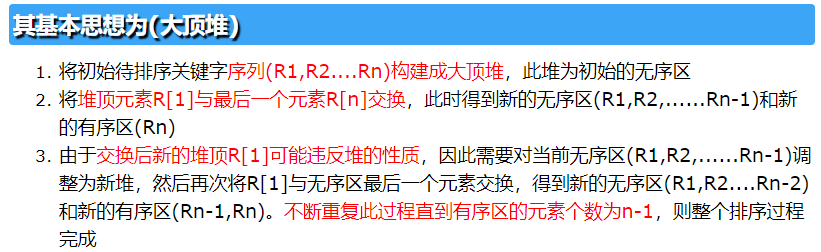 其基本思想为(大顶堆)
1. 将初始待排序关键字序列(R1,R2....Rn)构建成大顶堆，此堆为初始的无序区
2. 将堆顶元素R[1]与最后一个元素R[n]交换，此时得到新的无序区(R1,R2,......Rn-1)和新
的有序区(Rn)
3. 由于交换后新的堆顶R[1]可能违反堆的性质，因此需要对当前无序区(R1,R2,......Rn-1)调
整为新堆，然后再次将R[1]与无序区最后一个元素交换，得到新的无序区(R1,R2....Rn-2)
和新的有序区(Rn-1,Rn)。不断重复此过程直到有序区的元素个数为n-1，则整个排序过程
完成